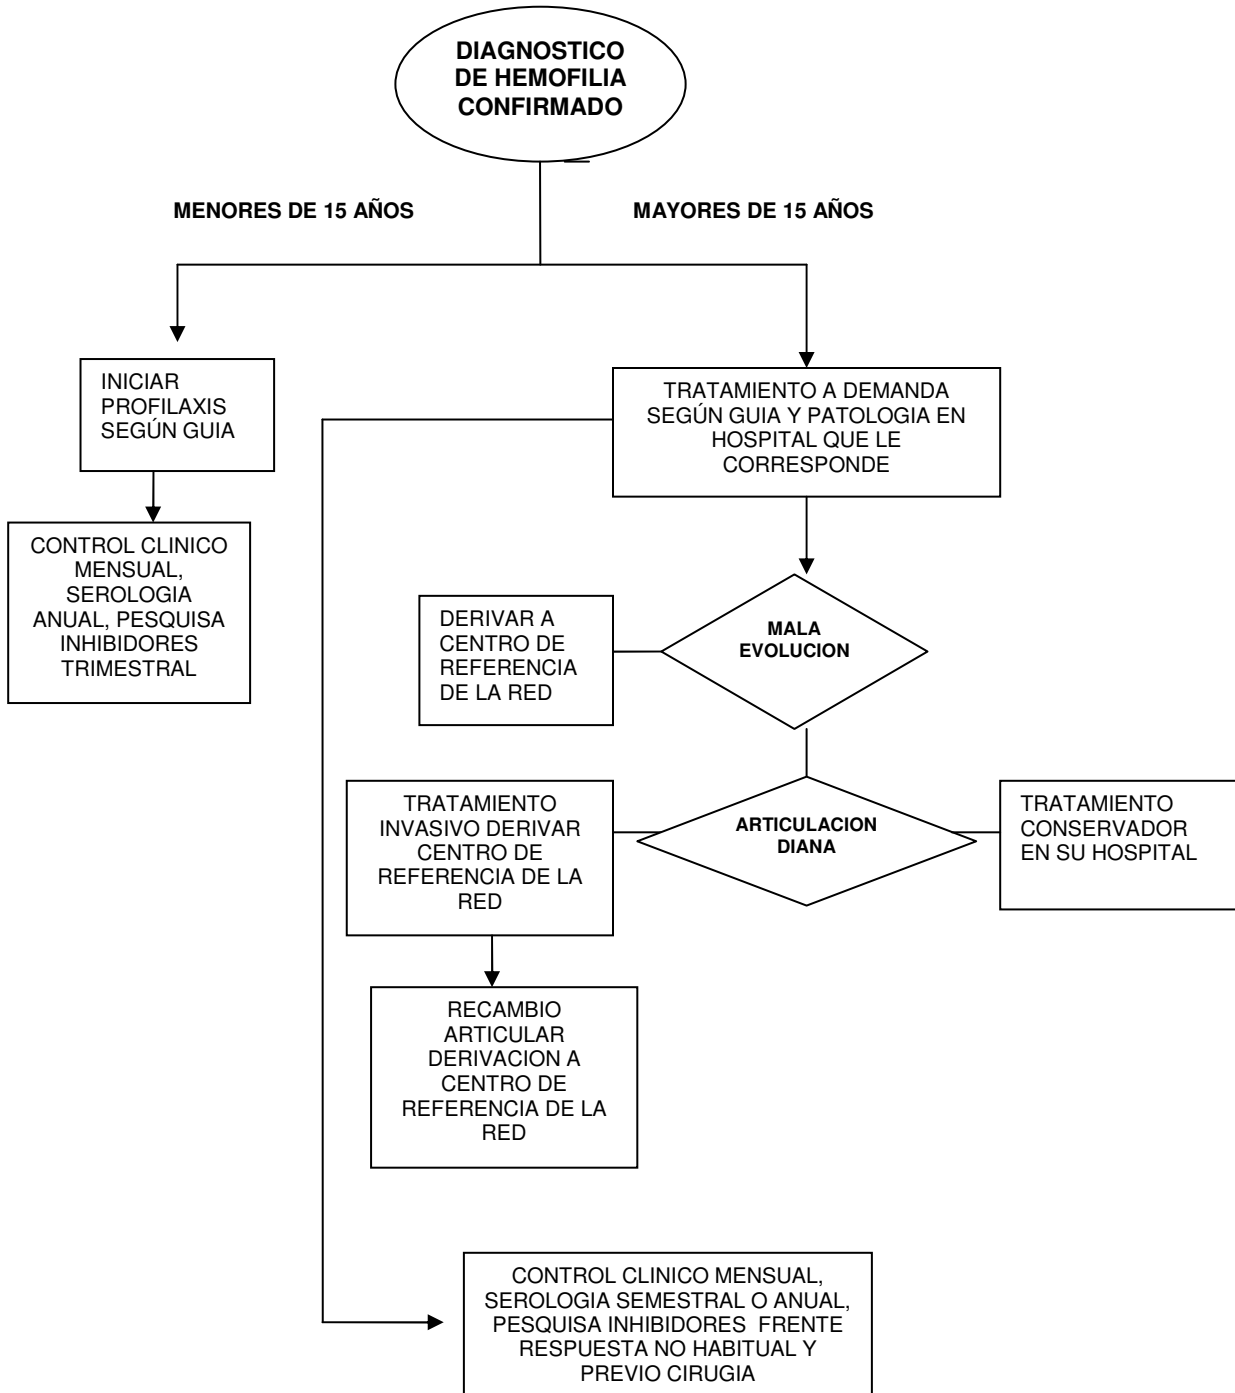 DIAGNOSTICO
DE HEMOFILIA
CONFIRMADO
MENORES DE 15 AÑOS
MAYORES DE 15 AÑOS
INICIAR
PROFILAXIS
SEGÚN GUIA
TRATAMIENTO A DEMANDA
SEGÚN GUIA Y PATOLOGIA EN
HOSPITAL QUE LE
CORRESPONDE
CONTROL CLINICO
MENSUAL,
SEROLOGIA
ANUAL, PESQUISA
INHIBIDORES
TRIMESTRAL
DERIVAR A
CENTRO DE
REFERENCIA
DE LA RED
MALA
EVOLUCION
TRATAMIENTO
INVASIVO DERIVAR
CENTRO DE
REFERENCIA DE LA
RED
ARTICULACION
DIANA
TRATAMIENTO
CONSERVADOR
EN SU HOSPITAL
RECAMBIO
ARTICULAR
DERIVACION A
CENTRO DE
REFERENCIA DE LA
RED
CONTROL CLINICO MENSUAL,
SEROLOGIA SEMESTRAL O ANUAL,
PESQUISA INHIBIDORES  FRENTE
RESPUESTA NO HABITUAL Y
PREVIO CIRUGIA